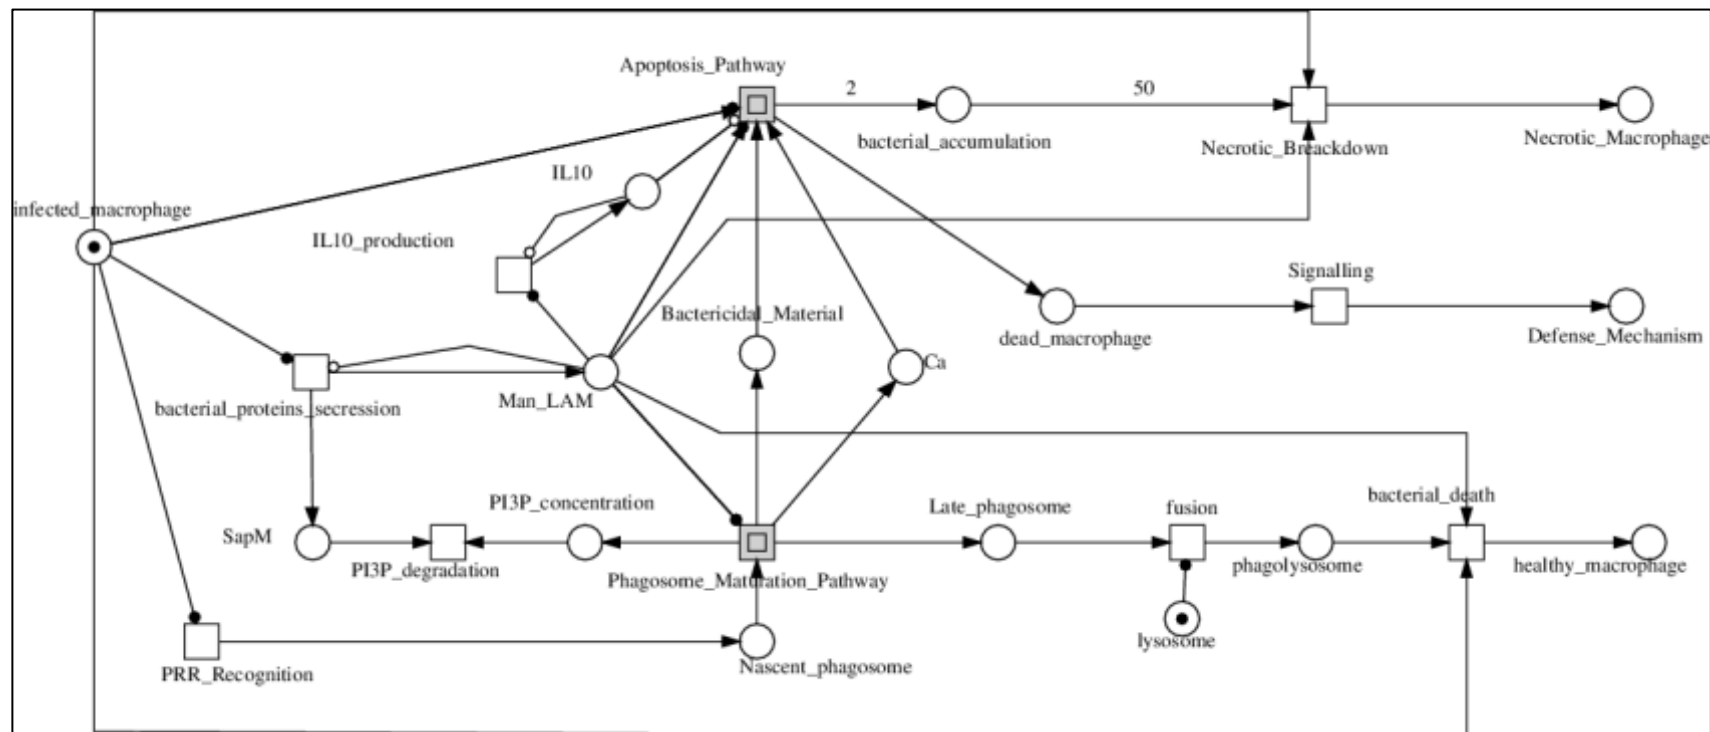 Apoptosis_Pathway
2
50
bacterial_accumulation
Necrotic_Breackdown
Necrotic_Macrophage
IL10
infected_macrophage
IL10_production
Signalling
Bactericidal_Material
dead_macrophage
Defense_Mechanism
Ca
Man_LAM
bacterial_proteins_secression
PI3P_concentration
Late_phagosome
fusion
bacterial_death
SapM
PI3P_degradation
Phagosome_Maturation_Pathway
phagolysosome
healthy_macrophage
lysosome
PRR_Recognition
Nascent_phagosome